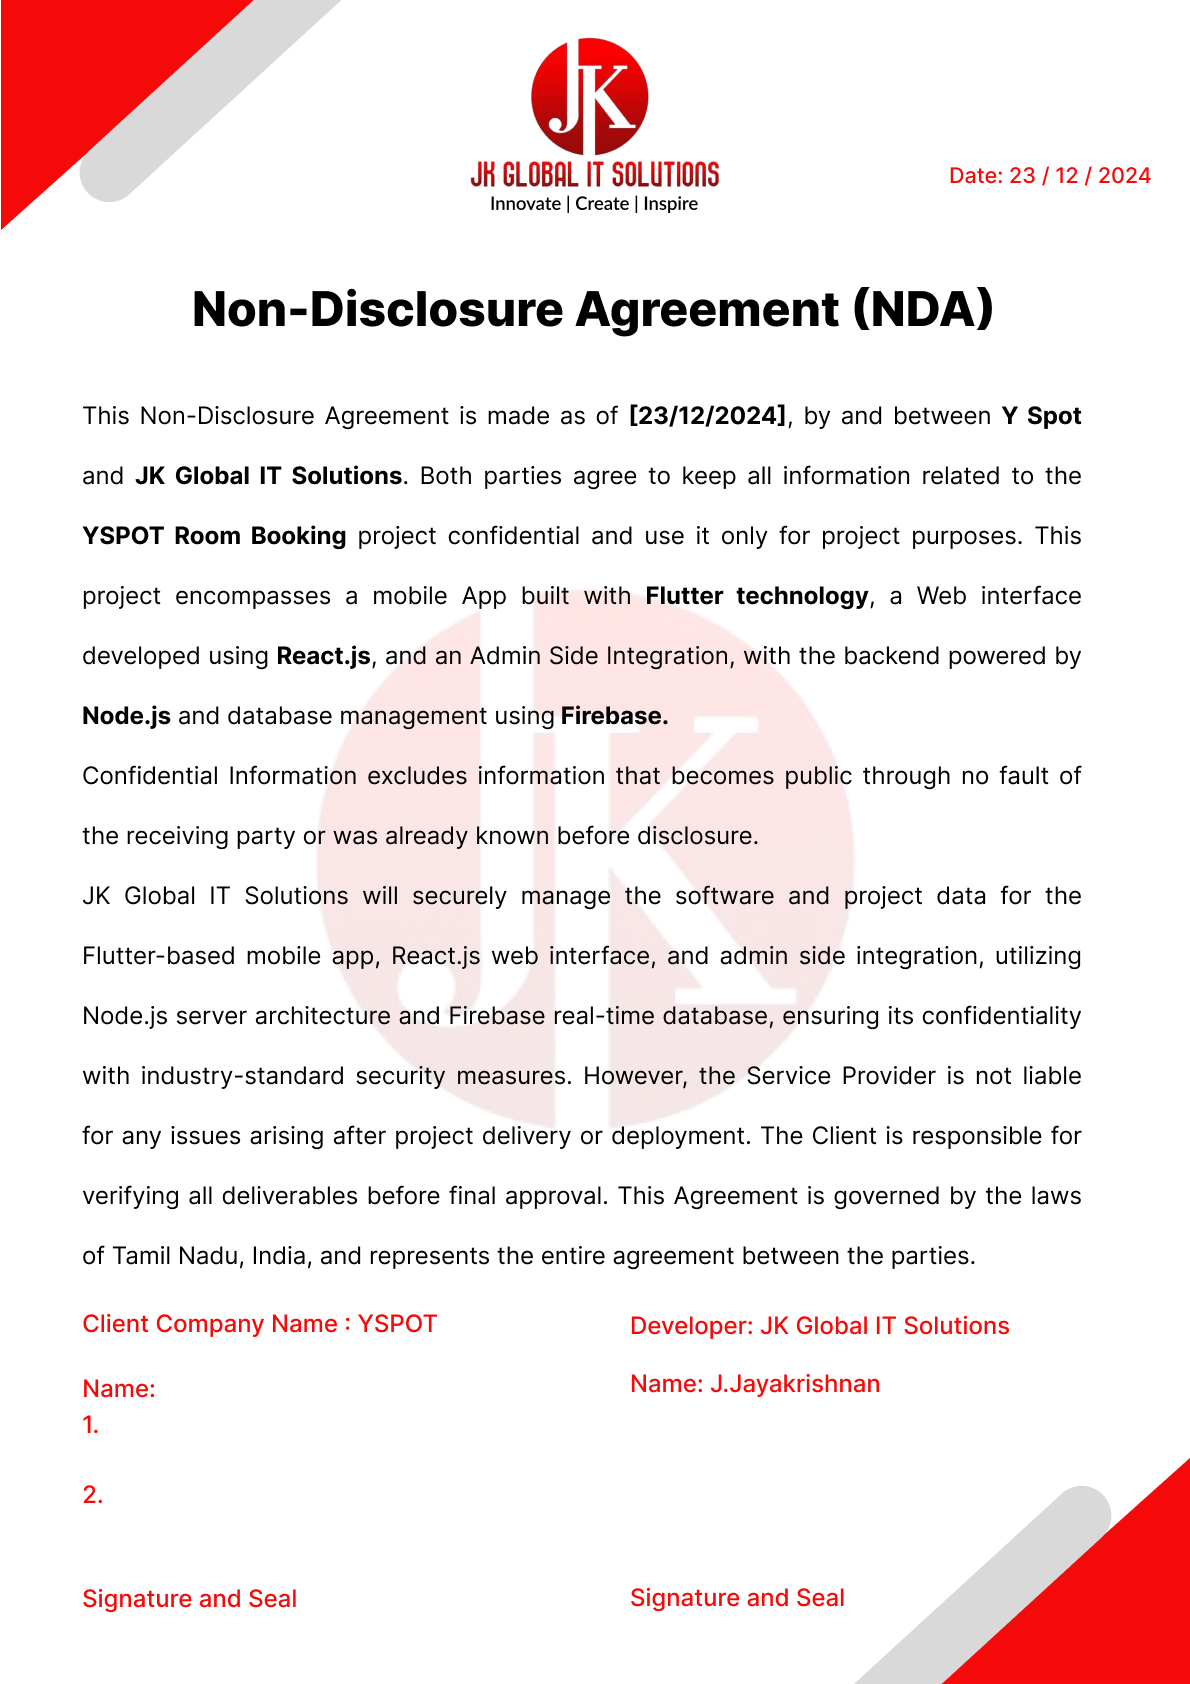 JK
JK GLOBAL IT SOLUTIONS
Innovate | Create | Inspire
Date: 23 / 12 / 2024
Non-Disclosure Agreement (NDA)
This Non-Disclosure Agreement is made as of [23/12/2024], by and between Y Spot
and JK Global IT Solutions. Both parties agree to keep all information related to the
YSPOT Room Booking project confidential and use it only for project purposes. This
project encompasses a mobile App built with Flutter technology, a Web interface
developed using React.js, and an Admin Side Integration, with the backend powered by
Node.js and database management using Firebase.
Confidential Information excludes information that becomes public through no fault of
the receiving party or was already known before disclosure.
JK Global IT Solutions will securely manage the software and project data for the
Flutter-based mobile app, React.js web interface, and admin side integration, utilizing
Node.js server architecture and Firebase real-time database, ensuring its confidentiality
with industry-standard security measures. However, the Service Provider is not liable
for any issues arising after project delivery or deployment. The Client is responsible for
verifying all deliverables before final approval. This Agreement is governed by the laws
of Tamil Nadu, India, and represents the entire agreement between the parties.
Client Company Name : YSPOT
Name:
1.
2.
Signature and Seal
Developer: JK Global IT Solutions
Name: J.Jayakrishnan
Signature and Seal